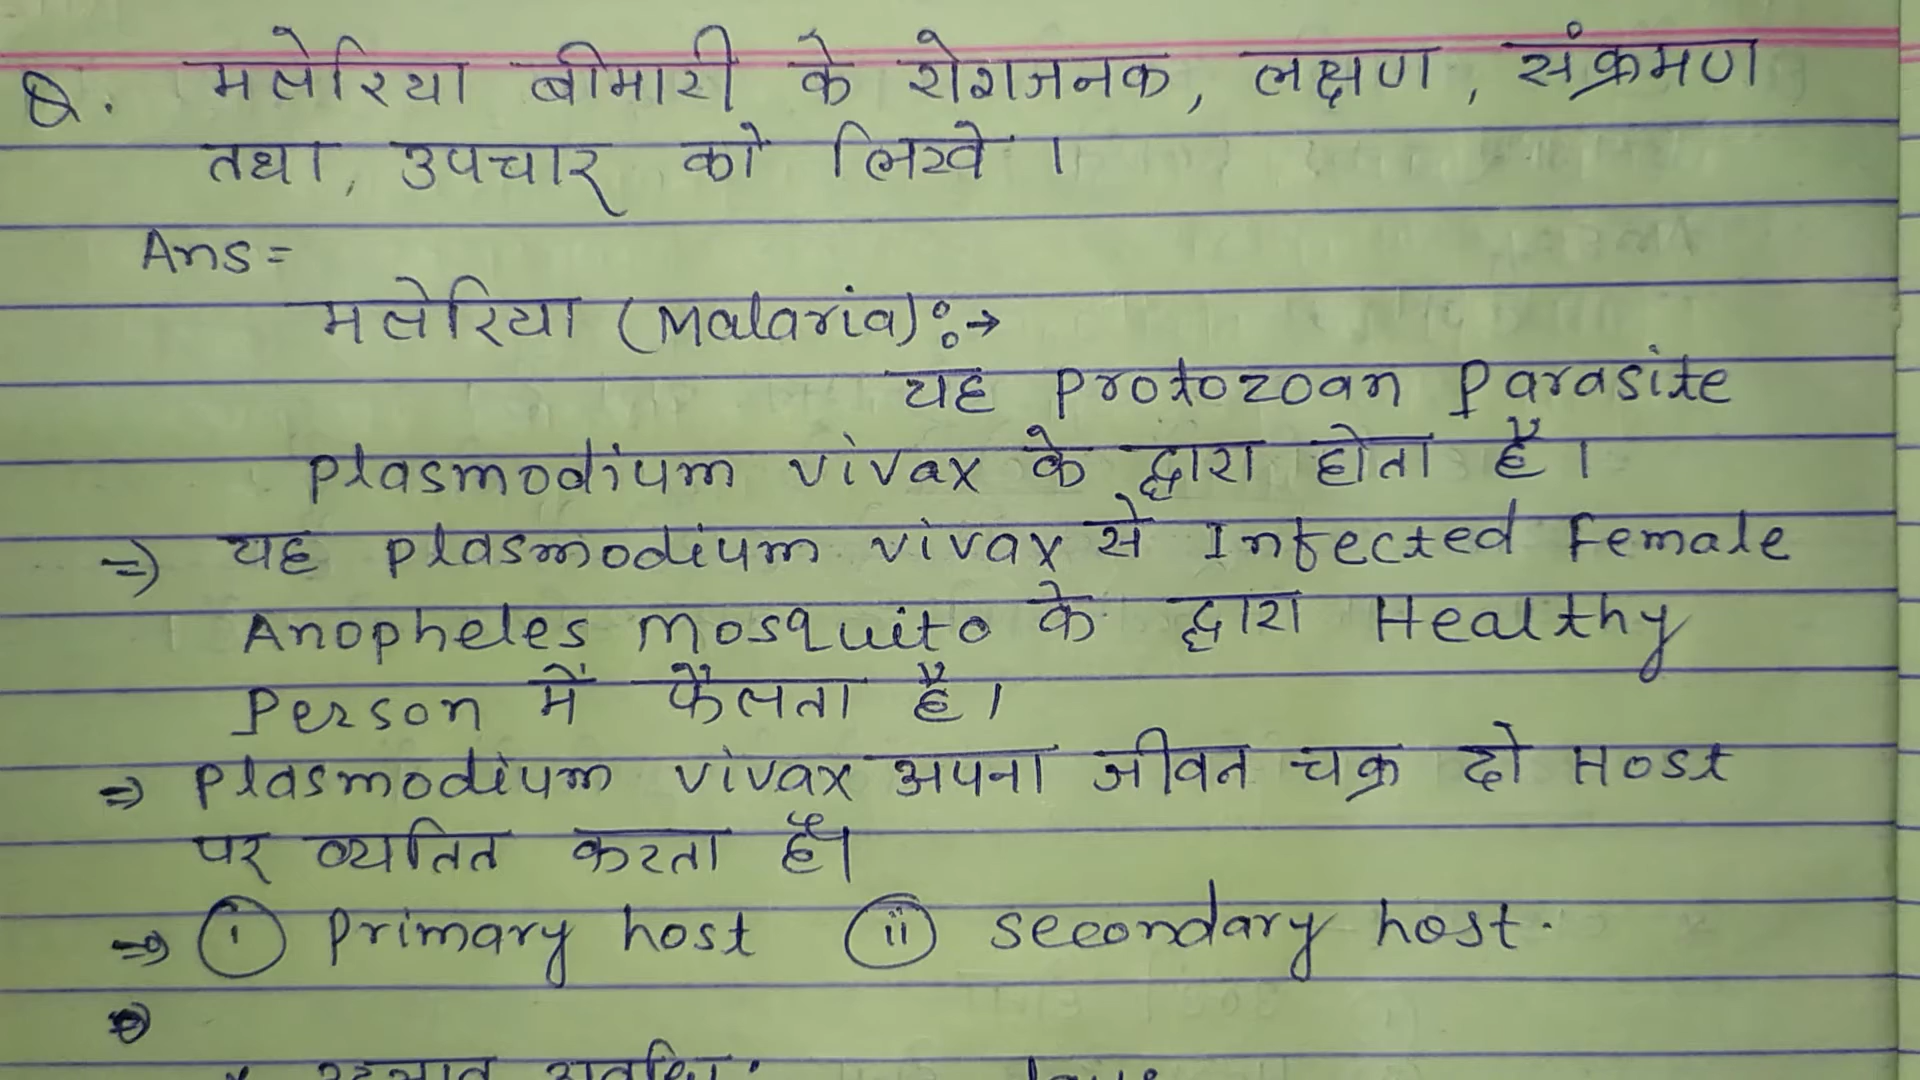 Q. मलेरिया बीमारी के रोगजनक, लक्षण, संक्रमण
तथा, उपचार को लिखे ।
Ans =
मलेरिया (Malaria):→
यह Protozoan Parasite
Plasmodium vivax के द्वारा होता है ।
⇒ यह Plasmodium vivax से Infected Female
Anopheles Mosquito के द्वारा Healthy
Person में फैलता है ।
⇒ Plasmodium vivax अपना जीवन चक्र दो Host
पर व्यतित करता है।
⇒ (i) Primary host (ii) secondary host.